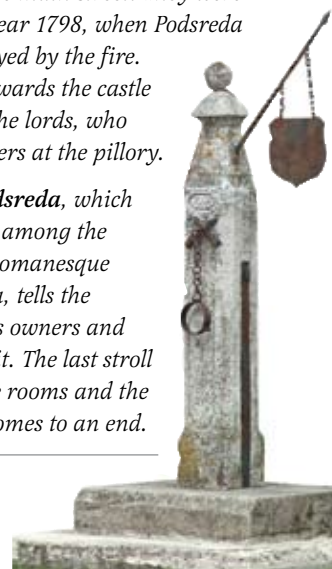 ear 1798, when Podsreda
yed by the fire.
wards the castle
he lords, who
ers at the pillory.
dsreda, which
among the
omanesque
, tells the
s owners and
it. The last stroll
e rooms and the
omes to an end.